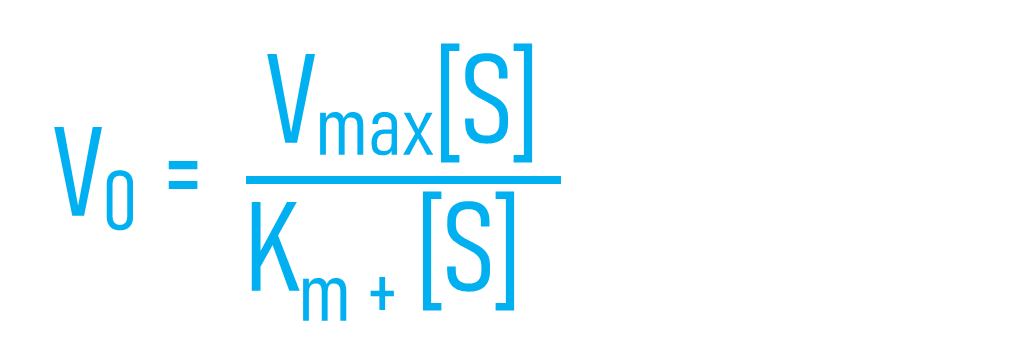 V₀ = Vmax[S]
Km + [S]